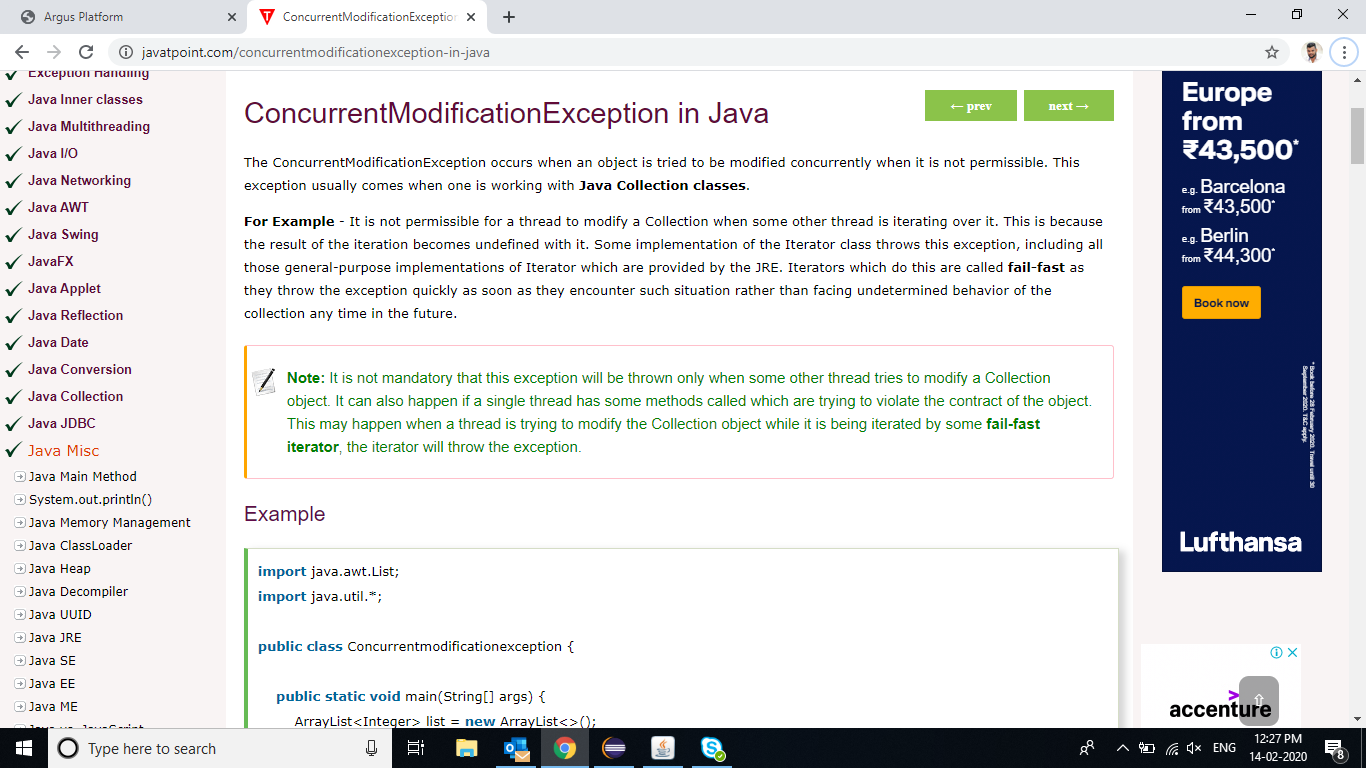 Argus Platform
ConcurrentModificationException
javatpoint.com/concurrentmodificationexception-in-java
Exception Handling
Java Inner classes
Java Multithreading
Java I/O
Java Networking
Java AWT
Java Swing
JavaFX
Java Applet
Java Reflection
Java Date
Java Conversion
Java Collection
Java JDBC
Java Misc
Java Main Method
System.out.println()
Java Memory Management
Java ClassLoader
Java Heap
Java Decompiler
Java UUID
Java JRE
Java SE
Java EE
Java ME
Java vs. JavaScript
ConcurrentModificationException in Java
← prev
next →
The ConcurrentModificationException occurs when an object is tried to be modified concurrently when it is not permissible. This
exception usually comes when one is working with Java Collection classes.
For Example - It is not permissible for a thread to modify a Collection when some other thread is iterating over it. This is because
the result of the iteration becomes undefined with it. Some implementation of the Iterator class throws this exception, including all
those general-purpose implementations of Iterator which are provided by the JRE. Iterators which do this are called fail-fast as
they throw the exception quickly as soon as they encounter such situation rather than facing undetermined behavior of the
collection any time in the future.
Note: It is not mandatory that this exception will be thrown only when some other thread tries to modify a Collection
object. It can also happen if a single thread has some methods called which are trying to violate the contract of the object.
This may happen when a thread is trying to modify the Collection object while it is being iterated by some fail-fast
iterator, the iterator will throw the exception.
Example
import java.awt.List;
import java.util.*;
public class Concurrentmodificationexception {
public static void main(String[] args) {
ArrayList<Integer> list = new ArrayList<>();
Europe
from
₹43,500*
e.g. Barcelona
from ₹43,500*
e.g. Berlin
from ₹44,300*
Book now
* Book before 28 February 2020. Travel until 30
September 2020. T&C apply.
Lufthansa
accenture
Type here to search
ENG
12:27 PM
14-02-2020
8